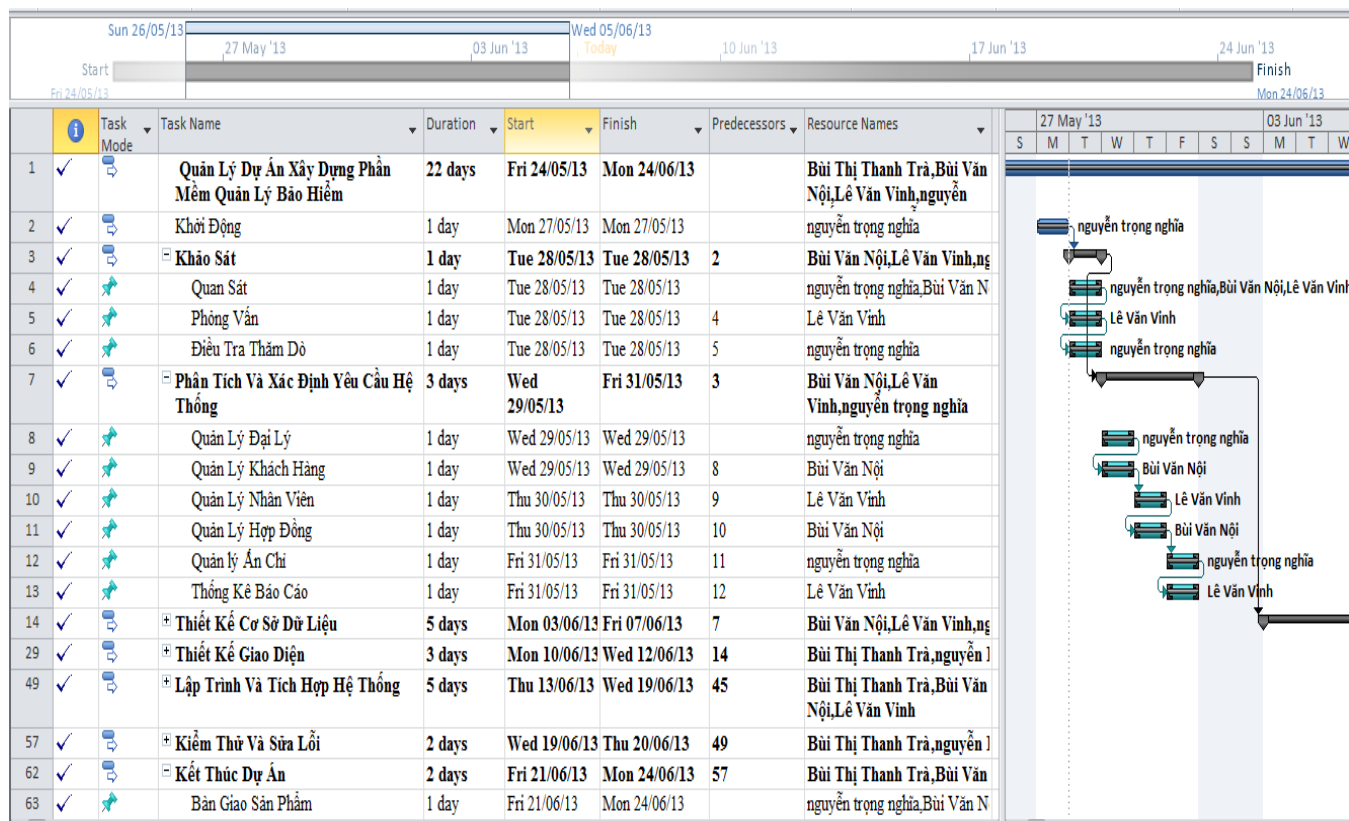 Sun 26/05/13 Wed 05/06/13
27 May '13 03 Jun '13 Today 10 Jun '13 17 Jun '13 24 Jun '13
Start Finish
Fri 24/05/13 Mon 24/06/13
Task Mode Task Name Duration Start Finish Predecessors Resource Names 27 May '13 03 Jun '13
S M T W T F S S M T W
1 Quản Lý Dự Án Xây Dựng Phần 22 days Fri 24/05/13 Mon 24/06/13 Bùi Thị Thanh Trà,Bùi Văn
Mềm Quản Lý Bảo Hiểm Nội,Lê Văn Vinh,nguyễn
2 Khởi Động 1 day Mon 27/05/13 Mon 27/05/13 nguyễn trọng nghĩa nguyễn trọng nghĩa
3 Khảo Sát 1 day Tue 28/05/13 Tue 28/05/13 2 Bùi Văn Nội,Lê Văn Vinh,ng
4 Quan Sát 1 day Tue 28/05/13 Tue 28/05/13 nguyễn trọng nghĩa,Bùi Văn N nguyễn trọng nghĩa,Bùi Văn Nội,Lê Văn Vinh
5 Phỏng Vấn 1 day Tue 28/05/13 Tue 28/05/13 4 Lê Văn Vinh Lê Văn Vinh
6 Điều Tra Thăm Dò 1 day Tue 28/05/13 Tue 28/05/13 5 nguyễn trọng nghĩa nguyễn trọng nghĩa
7 Phân Tích Và Xác Định Yêu Cầu Hệ 3 days Wed Fri 31/05/13 3 Bùi Văn Nội,Lê Văn
Thống 29/05/13 Vinh,nguyễn trọng nghĩa
8 Quản Lý Đại Lý 1 day Wed 29/05/13 Wed 29/05/13 nguyễn trọng nghĩa nguyễn trọng nghĩa
9 Quản Lý Khách Hàng 1 day Wed 29/05/13 Wed 29/05/13 8 Bùi Văn Nội Bùi Văn Nội
10 Quản Lý Nhân Viên 1 day Thu 30/05/13 Thu 30/05/13 9 Lê Văn Vinh Lê Văn Vinh
11 Quản Lý Hợp Đồng 1 day Thu 30/05/13 Thu 30/05/13 10 Bùi Văn Nội Bùi Văn Nội
12 Quản lý Ấn Chỉ 1 day Fri 31/05/13 Fri 31/05/13 11 nguyễn trọng nghĩa nguyễn trọng nghĩa
13 Thống Kê Báo Cáo 1 day Fri 31/05/13 Fri 31/05/13 12 Lê Văn Vinh Lê Văn Vinh
14 Thiết Kế Cơ Sở Dữ Liệu 5 days Mon 03/06/13 Fri 07/06/13 7 Bùi Văn Nội,Lê Văn Vinh,ng
29 Thiết Kế Giao Diện 3 days Mon 10/06/13 Wed 12/06/13 14 Bùi Thị Thanh Trà,nguyễn
49 Lập Trình Và Tích Hợp Hệ Thống 5 days Thu 13/06/13 Wed 19/06/13 45 Bùi Thị Thanh Trà,Bùi Văn
Nội,Lê Văn Vinh
57 Kiểm Thử Và Sửa Lỗi 2 days Wed 19/06/13 Thu 20/06/13 49 Bùi Thị Thanh Trà,nguyễn
62 Kết Thúc Dự Án 2 days Fri 21/06/13 Mon 24/06/13 57 Bùi Thị Thanh Trà,Bùi Văn
63 Bàn Giao Sản Phẩm 1 day Fri 21/06/13 Mon 24/06/13 nguyễn trọng nghĩa,Bùi Văn N